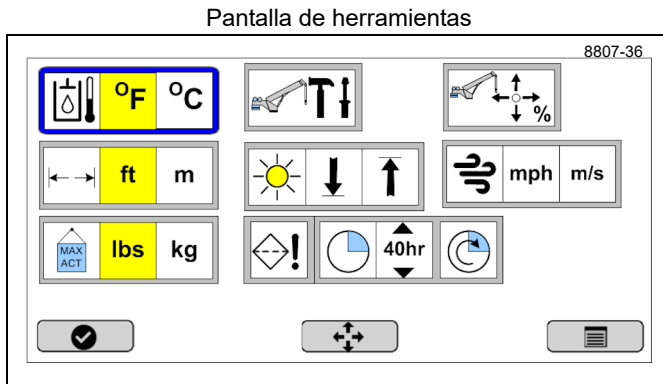 Pantalla de herramientas
8807-36
°F °C
ft m mph m/s
MAX
ACT
lbs kg 40hr
%